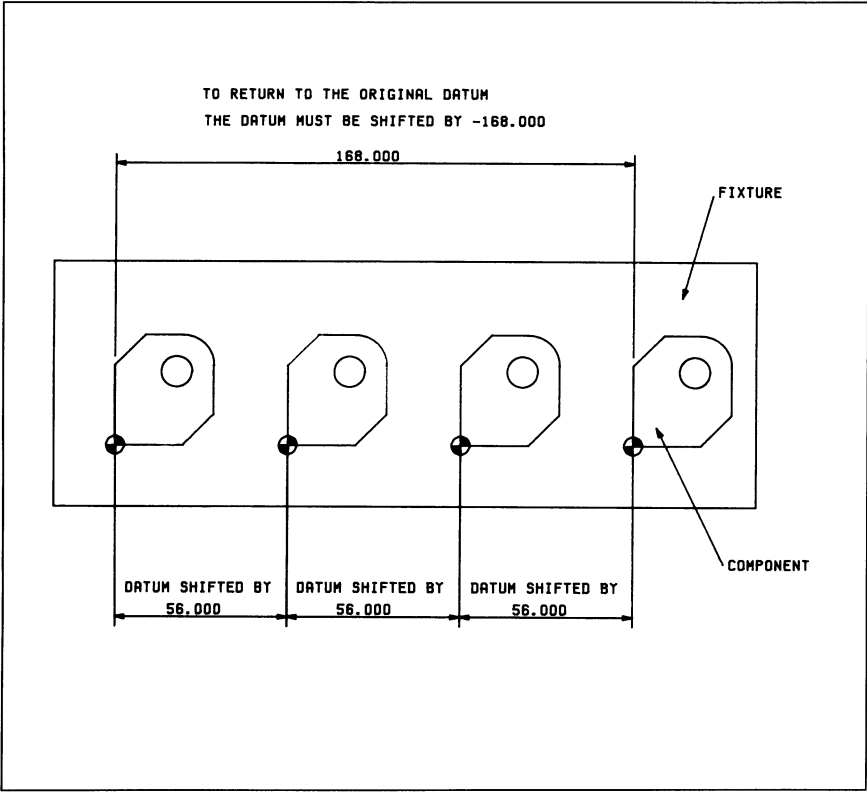 TO RETURN TO THE ORIGINAL DATUM
THE DATUM MUST BE SHIFTED BY -168.000
168.000
FIXTURE
COMPONENT
DATUM SHIFTED BY
56.000
DATUM SHIFTED BY
56.000
DATUM SHIFTED BY
56.000